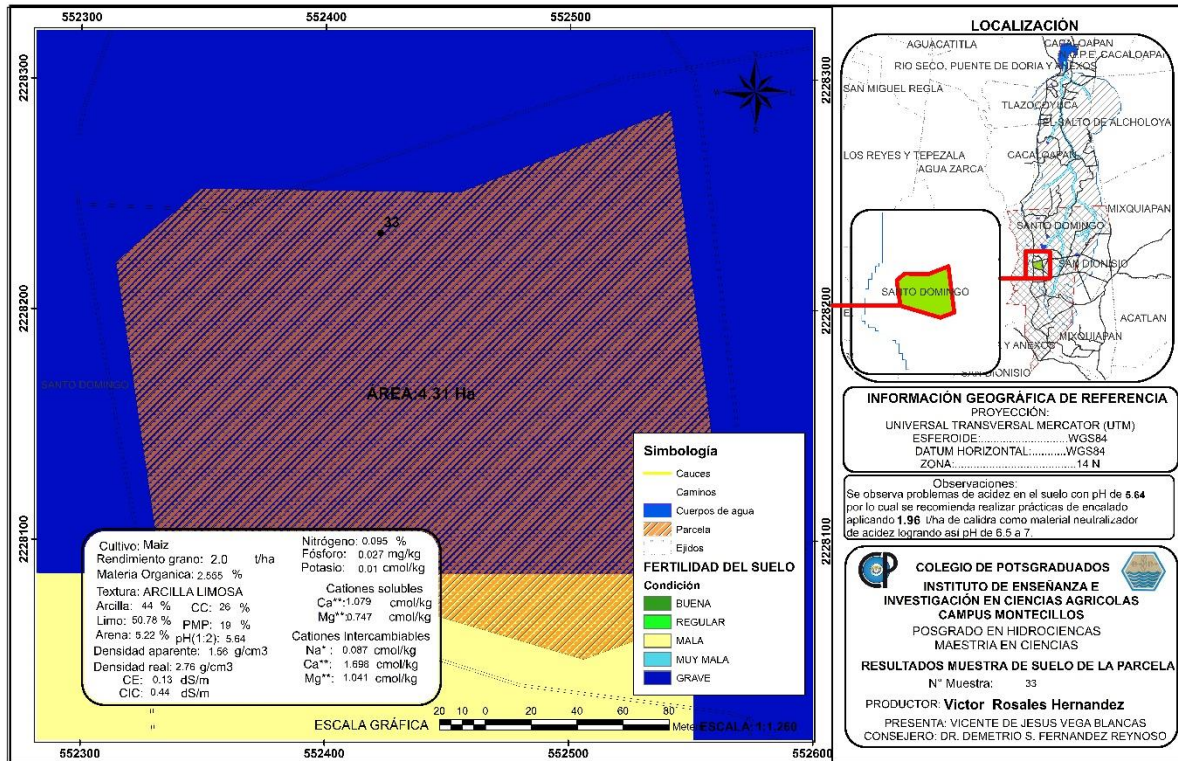 552300
552400
552500
2228300
2228200
2228100
33
SANTO DOMINGO
ÁREA:4.31 Ha
Cultivo: Maiz
Rendimiento grano: 2.0 t/ha
Materia Organica: 2.555 %
Textura: ARCILLA LIMOSA
Arcilla: 44 % CC: 26 %
Limo: 50.78 % PMP: 19 %
Arena: 5.22 % pH(1:2): 5.64
Densidad aparente: 1.56 g/cm3
Densidad real: 2.76 g/cm3
CE: 0.13 dS/m
CIC: 0.44 dS/m
Nitrógeno: 0.095 %
Fósforo: 0.027 mg/kg
Potasio: 0.01 cmol/kg
Cationes solubles
Ca⁺⁺: 1.079 cmol/kg
Mg⁺⁺: 0.747 cmol/kg
Cationes Intercambiables
Na⁺: 0.087 cmol/kg
Ca⁺⁺: 1.698 cmol/kg
Mg⁺⁺: 1.041 cmol/kg
Simbología
Cauces
Caminos
Cuerpos de agua
Parcela
Ejidos
FERTILIDAD DEL SUELO
Condición
BUENA
REGULAR
MALA
MUY MALA
GRAVE
ESCALA GRÁFICA
20 10 0 20 40 60 80
ESCALA: 1:1,260
552300
552400
552500
552600
2228300
2228200
2228100
LOCALIZACIÓN
AGUACATITLA
CACALOAPAN
CACALOAPAN
RIO SECO, PUENTE DE DORIA Y ANEXOS
SAN MIGUEL REGLA
TLAZOCOYUCA
EL SALTO DE ALCHOLOYA
LOS REYES Y TEPEZALA
CACALOAPAN
AGUA ZARCA
MIXQUIAPAN
SANTO DOMINGO
SAN DIONISIO
SANTO DOMINGO
ACATLAN
MIXQUIAPAN
Y ANEXOS
SAN DIONISIO
INFORMACIÓN GEOGRÁFICA DE REFERENCIA
PROYECCIÓN:
UNIVERSAL TRANSVERSAL MERCATOR (UTM)
ESFEROIDE:............................WGS84
DATUM HORIZONTAL:...........WGS84
ZONA:......................................14 N
Observaciones:
Se observa problemas de acidez en el suelo con pH de 5.64
por lo cual se recomienda realizar prácticas de encalado
aplicando 1.96 t/ha de calidra como material neutralizador
de acidez logrando así pH de 6.5 a 7.
CP
COLEGIO DE POTSGRADUADOS
INSTITUTO DE ENSEÑANZA E
INVESTIGACIÓN EN CIENCIAS AGRICOLAS
CAMPUS MONTECILLOS
POSGRADO EN HIDROCIENCAS
MAESTRIA EN CIENCIAS
RESULTADOS MUESTRA DE SUELO DE LA PARCELA
N° Muestra: 33
PRODUCTOR: Victor Rosales Hernandez
PRESENTA: VICENTE DE JESUS VEGA BLANCAS
CONSEJERO: DR. DEMETRIO S. FERNANDEZ REYNOSO